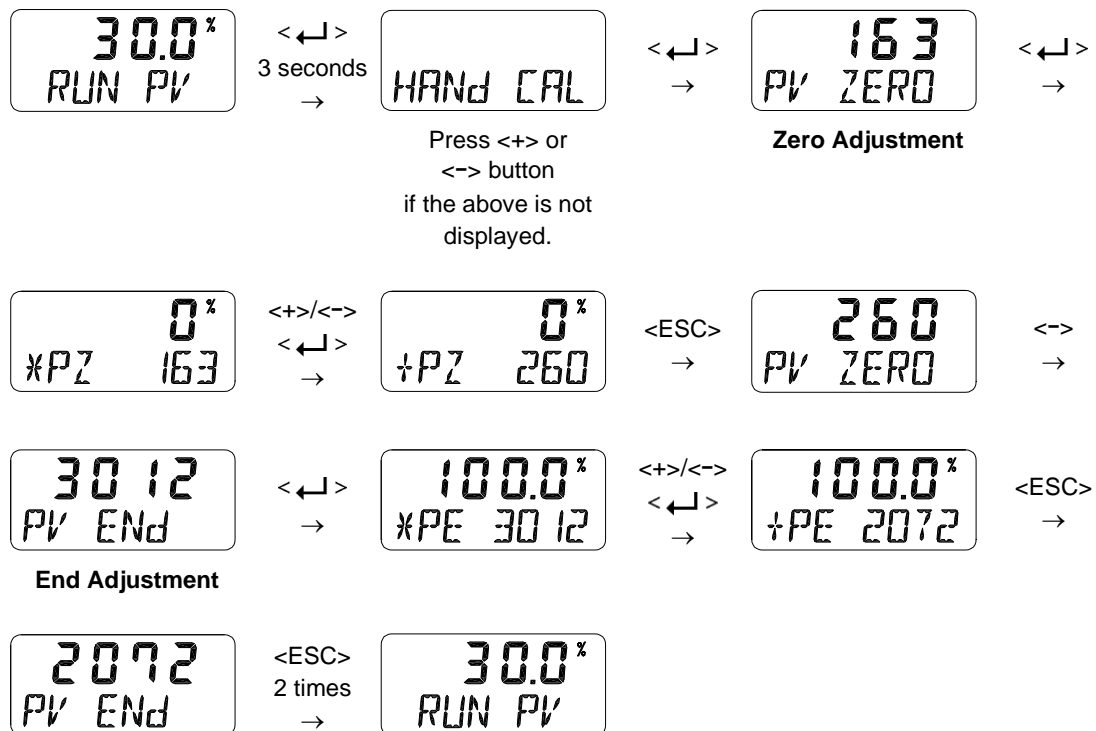 30.0%
RUN PV
<↵>
3 seconds
→
HANd CAL
Press <+> or
<-> button
if the above is not
displayed.
<↵>
→
163
PV ZERO
Zero Adjustment
<↵>
→
0%
*PZ 163
<+>/<->
<↵>
→
0%
+PZ 260
<ESC>
→
260
PV ZERO
<->
→
3012
PV ENd
End Adjustment
<↵>
→
100.0%
*PE 3012
<+>/<->
<↵>
→
100.0%
+PE 2072
<ESC>
→
2072
PV ENd
<ESC>
2 times
→
30.0%
RUN PV